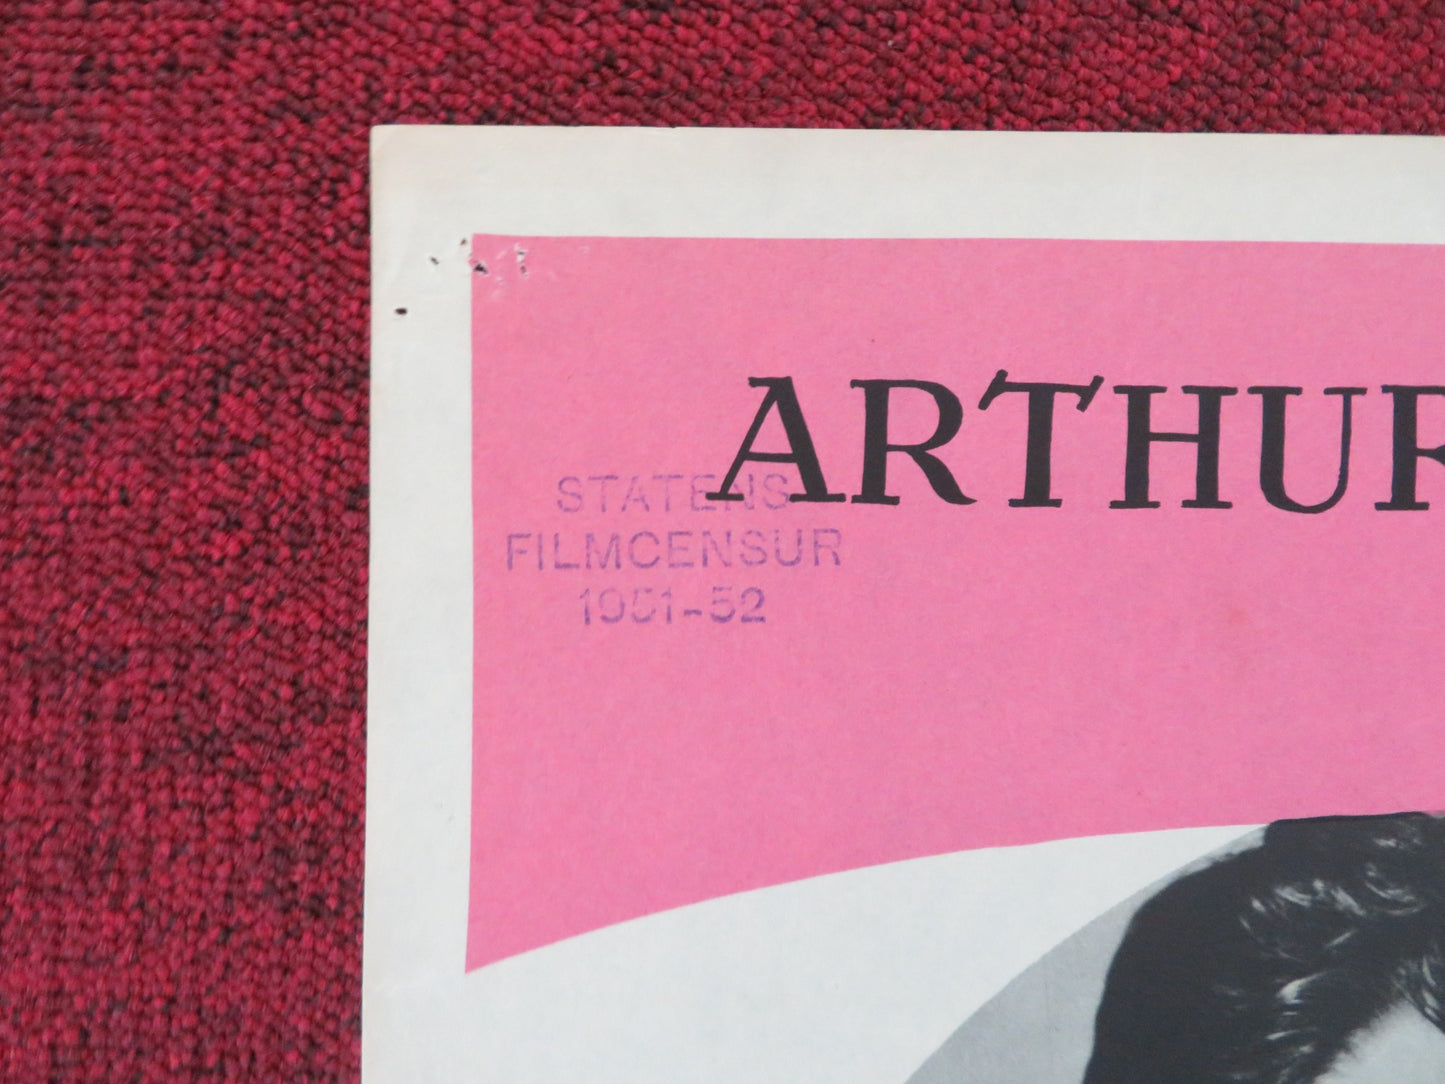 ARTHUR
STATENS
FILMCENSUR
1951-52